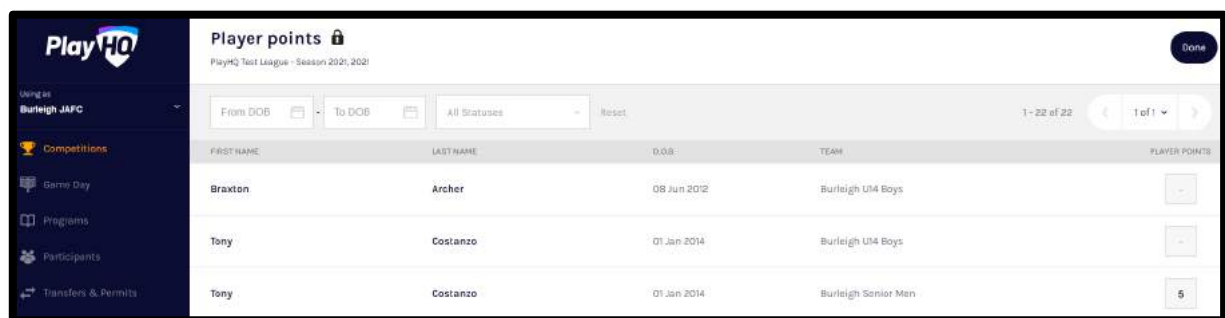 PlayHQ
Player points
PlayHQ Test League - Season 2021, 2021
Done
Using as
Burleigh JAFC
From DOB - To DOB All Statuses Reset 1 - 22 of 22 1 of 1
FIRST NAME LAST NAME D.O.B TEAM PLAYER POINTS
Competitions
Game Day
Programs
Participants
Transfers & Permits
Braxton Archer 08 Jun 2012 Burleigh U14 Boys -
Tony Costanzo 01 Jan 2014 Burleigh U14 Boys -
Tony Costanzo 01 Jan 2014 Burleigh Senior Men 5